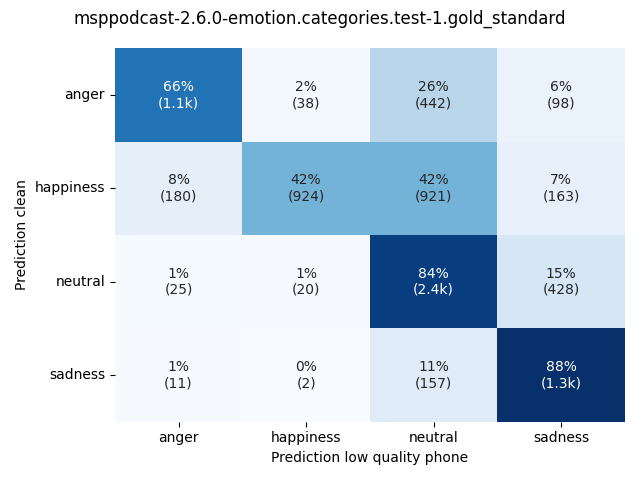 msppodcast-2.6.0-emotion.categories.test-1.gold_standard
Prediction clean
anger
66%
(1.1k)
2%
(38)
26%
(442)
6%
(98)
happiness
8%
(180)
42%
(924)
42%
(921)
7%
(163)
neutral
1%
(25)
1%
(20)
84%
(2.4k)
15%
(428)
sadness
1%
(11)
0%
(2)
11%
(157)
88%
(1.3k)
anger
happiness
neutral
sadness
Prediction low quality phone